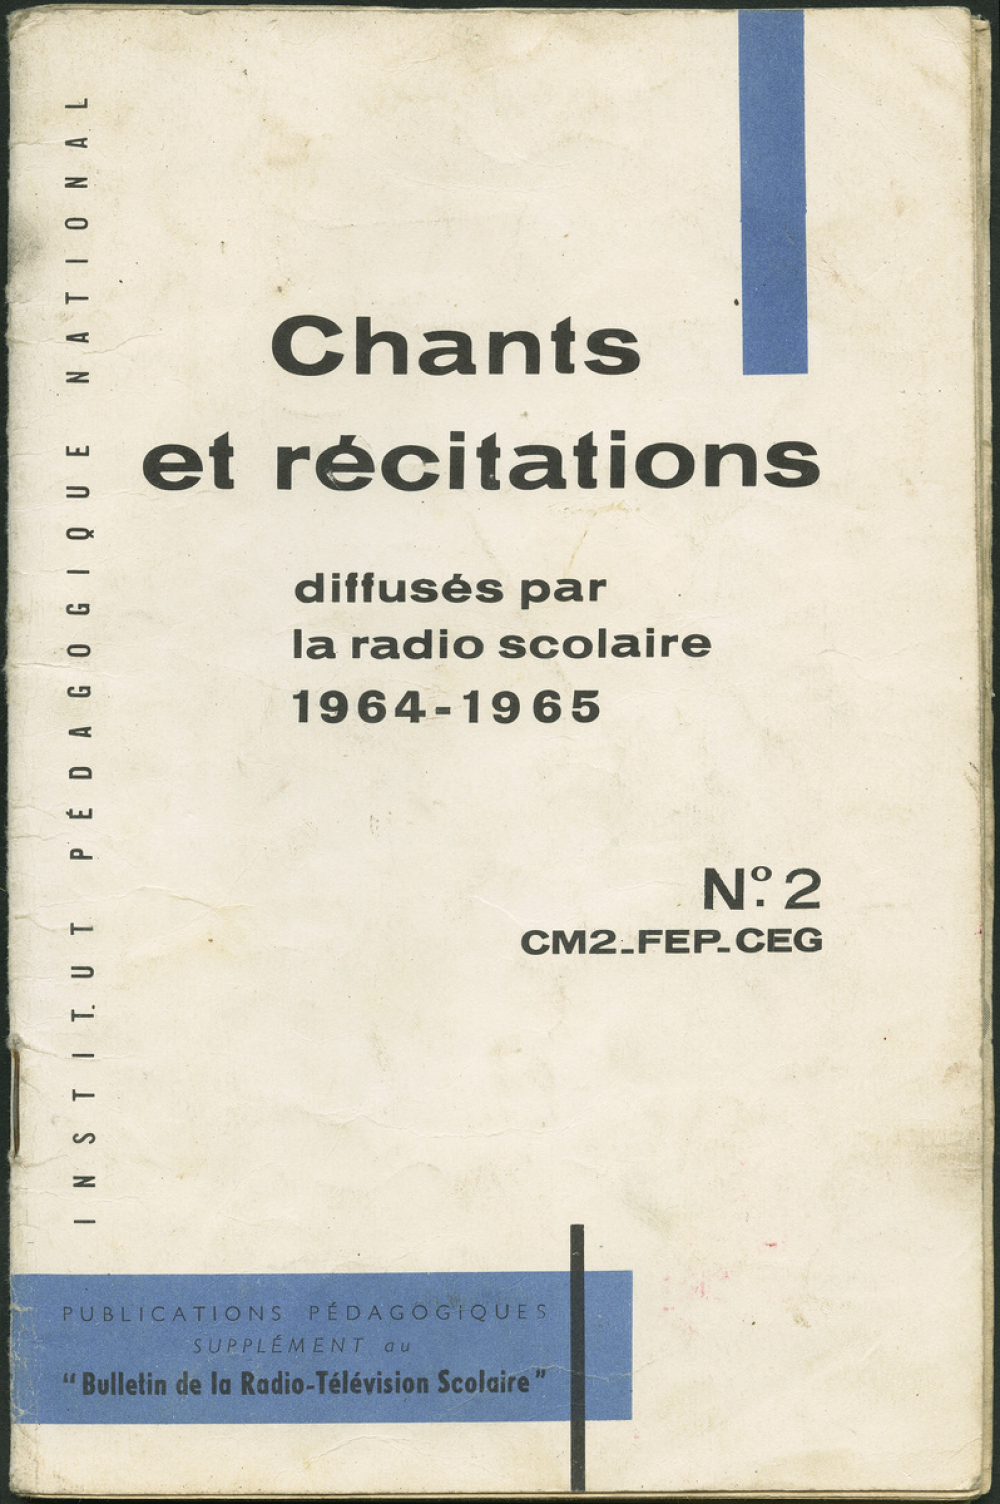 INSTITUT PÉDAGOGIQUE NATIONAL
Chants
et récitations
diffusés par
la radio scolaire
1964-1965
Nº. 2
CM2-FEP-CEG
PUBLICATIONS PÉDAGOGIQUES
SUPPLÉMENT au
"Bulletin de la Radio-Télévision Scolaire"